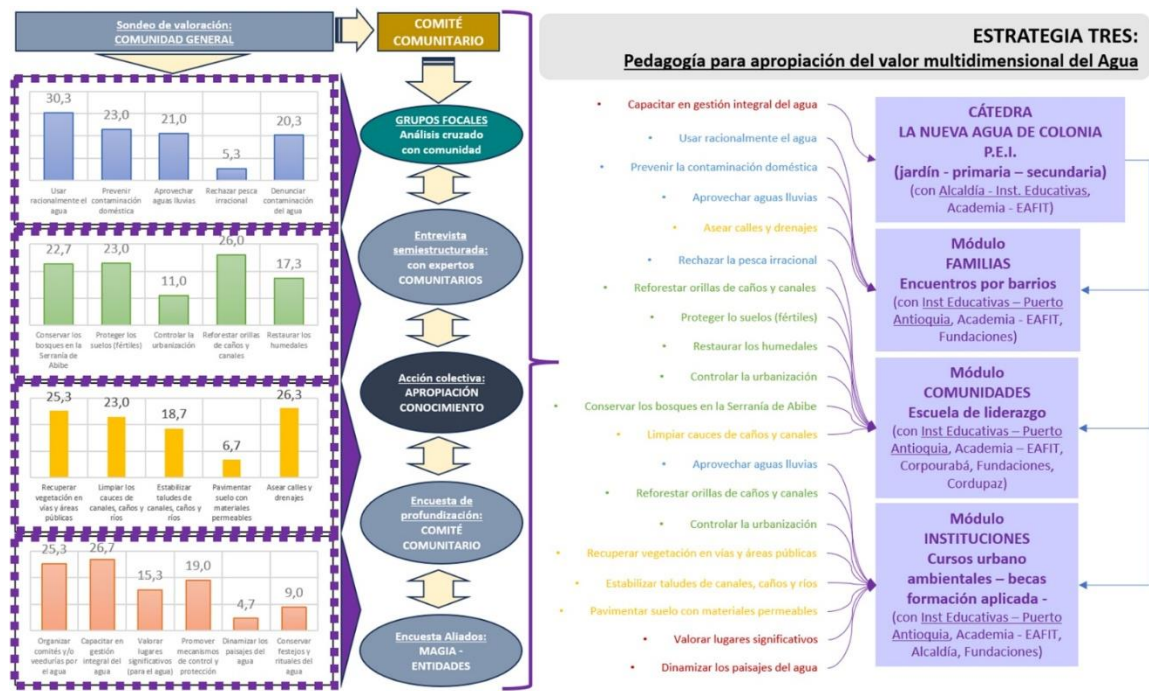 Sondeo de valoración:
COMUNIDAD GENERAL
COMITÉ
COMUNITARIO
30,3
23,0
21,0
5,3
20,3
Usar
racionalmente el
agua
Prevenir
contaminación
doméstica
Aprovechar
aguas lluvias
Rechazar pesca
irracional
Denunciar
contaminación
del agua
22,7
23,0
11,0
26,0
17,3
Conservar los
bosques en la
Serranía de Abibe
Proteger los
suelos (fértiles)
Controlar la
urbanización
Reforestar orillas
de caños y
canales
Restaurar los
humedales
25,3
23,0
18,7
6,7
26,3
Recuperar
vegetación en
vías y áreas
públicas
Limpiar los
cauces de
canales, caños y
ríos
Estabilizar
taludes de
canales, caños y
ríos
Pavimentar
suelo con
materiales
permeables
Asear calles y
drenajes
25,3
26,7
15,3
19,0
4,7
9,0
Organizar
comités y/o
veedurías por
el agua
Capacitar en
gestión
integral del
agua
Valorar
lugares
significativos
(para el agua)
Promover
mecanismos
de control y
protección
Dinamizar los
paisajes del
agua
Conservar
festejos y
rituales del
agua
GRUPOS FOCALES
Análisis cruzado
con comunidad
Entrevista
semiestructurada:
con expertos
COMUNITARIOS
Acción colectiva:
APROPIACIÓN
CONOCIMIENTO
Encuesta de
profundización:
COMITÉ
COMUNITARIO
Encuesta Aliados:
MAGIA -
ENTIDADES
ESTRATEGIA TRES:
Pedagogía para apropiación del valor multidimensional del Agua
• Capacitar en gestión integral del agua
• Usar racionalmente el agua
• Prevenir la contaminación doméstica
• Aprovechar aguas lluvias
• Asear calles y drenajes
• Rechazar la pesca irracional
• Reforestar orillas de caños y canales
• Proteger lo suelos (fértiles)
• Restaurar los humedales
• Controlar la urbanización
• Conservar los bosques en la Serranía de Abibe
• Limpiar cauces de caños y canales
• Aprovechar aguas lluvias
• Reforestar orillas de caños y canales
• Controlar la urbanización
• Recuperar vegetación en vías y áreas públicas
• Estabilizar taludes de canales, caños y ríos
• Pavimentar suelo con materiales permeables
• Valorar lugares significativos
• Dinamizar los paisajes del agua
CÁTEDRA
LA NUEVA AGUA DE COLONIA
P.E.I.
(jardín - primaria – secundaria)
(con Alcaldía - Inst. Educativas,
Academia - EAFIT)
Módulo
FAMILIAS
Encuentros por barrios
(con Inst Educativas – Puerto
Antioquia, Academia - EAFIT,
Fundaciones)
Módulo
COMUNIDADES
Escuela de liderazgo
(con Inst Educativas – Puerto
Antioquia, Academia – EAFIT,
Corpourabá, Fundaciones,
Cordupaz)
Módulo
INSTITUCIONES
Cursos urbano
ambientales – becas
formación aplicada -
(con Inst Educativas – Puerto
Antioquia, Academia - EAFIT,
Alcaldía, Fundaciones)